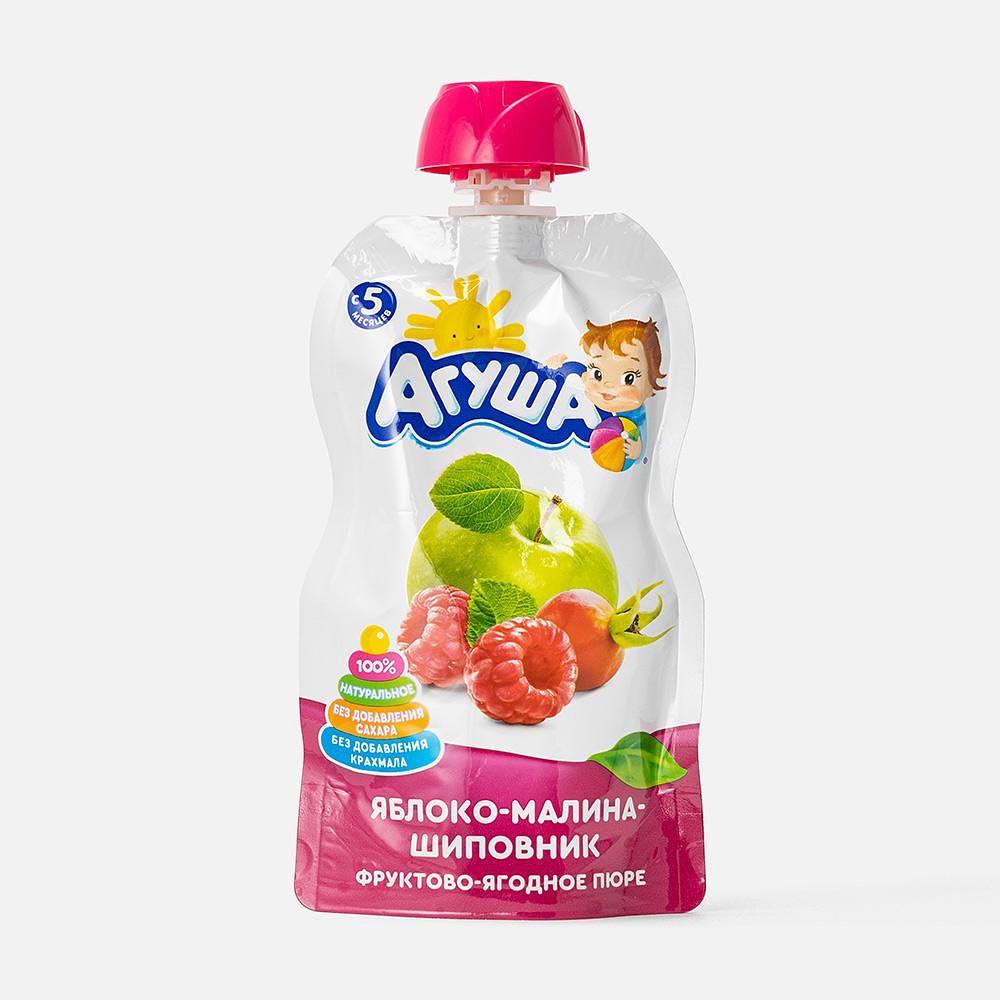 с 5
месяцев
Агуша
100%
НАТУРАЛЬНОЕ
БЕЗ ДОБАВЛЕНИЯ
САХАРА
БЕЗ ДОБАВЛЕНИЯ
КРАХМАЛА
ЯБЛОКО-МАЛИНА-
ШИПОВНИК
ФРУКТОВО-ЯГОДНОЕ ПЮРЕ